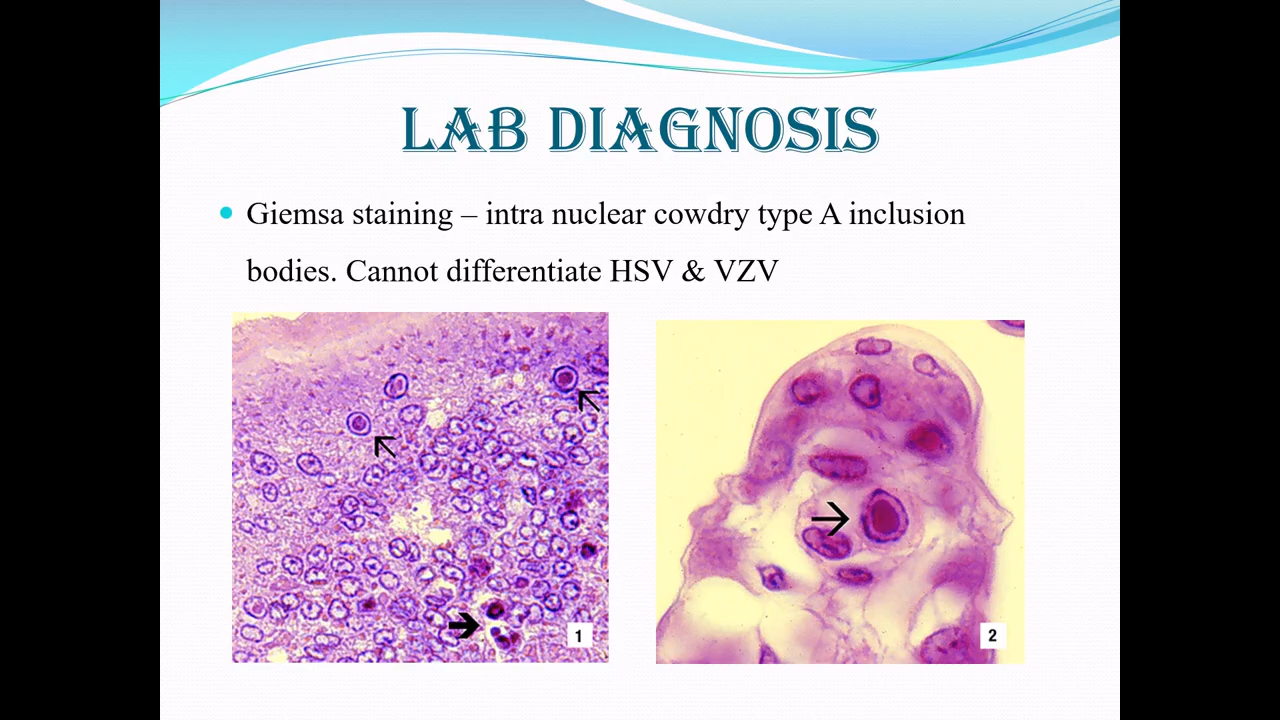 LAB DIAGNOSIS
Giemsa staining – intra nuclear cowdry type A inclusion
bodies. Cannot differentiate HSV & VZV
1
2